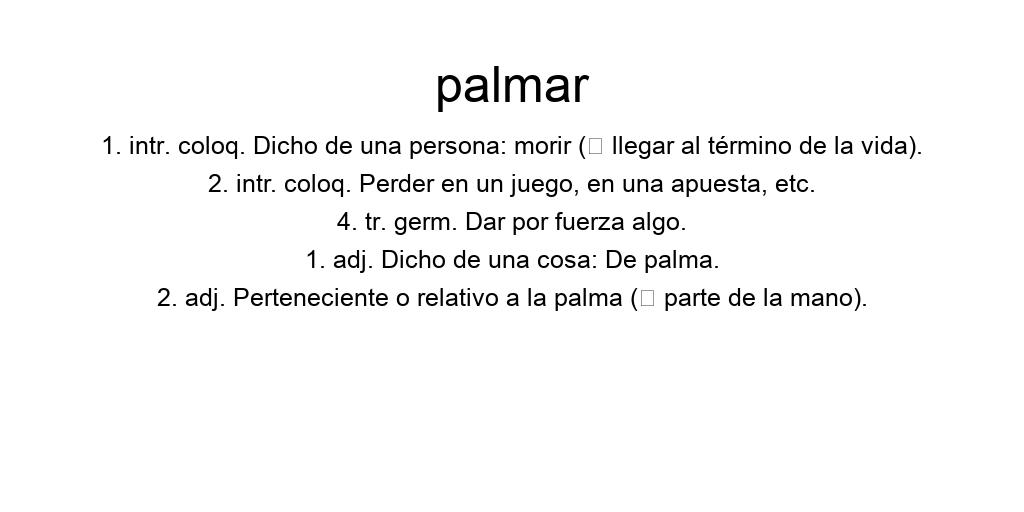 palmar
1. intr. coloq. Dicho de una persona: morir (□ llegar al término de la vida).
2. intr. coloq. Perder en un juego, en una apuesta, etc.
4. tr. germ. Dar por fuerza algo.
1. adj. Dicho de una cosa: De palma.
2. adj. Perteneciente o relativo a la palma (□ parte de la mano).